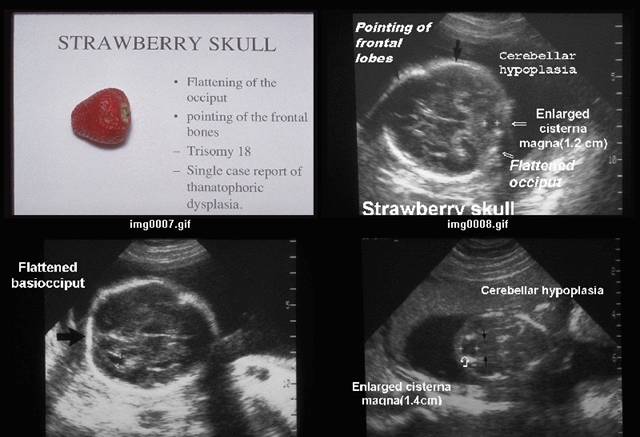 STRAWBERRY SKULL
• Flattening of the
occiput
• pointing of the frontal
bones
– Trisomy 18
– Single case report of
thanatophoric
dysplasia.
img0007.gif
Pointing of
frontal
lobes
Cerebellar
hypoplasia
Enlarged
cisterna
magna(1.2 cm)
Flattened
occiput
Strawberry skull
img0008.gif
Flattened
basiocciput
Cerebellar hypoplasia
Enlarged cisterna
magna(1.4cm)